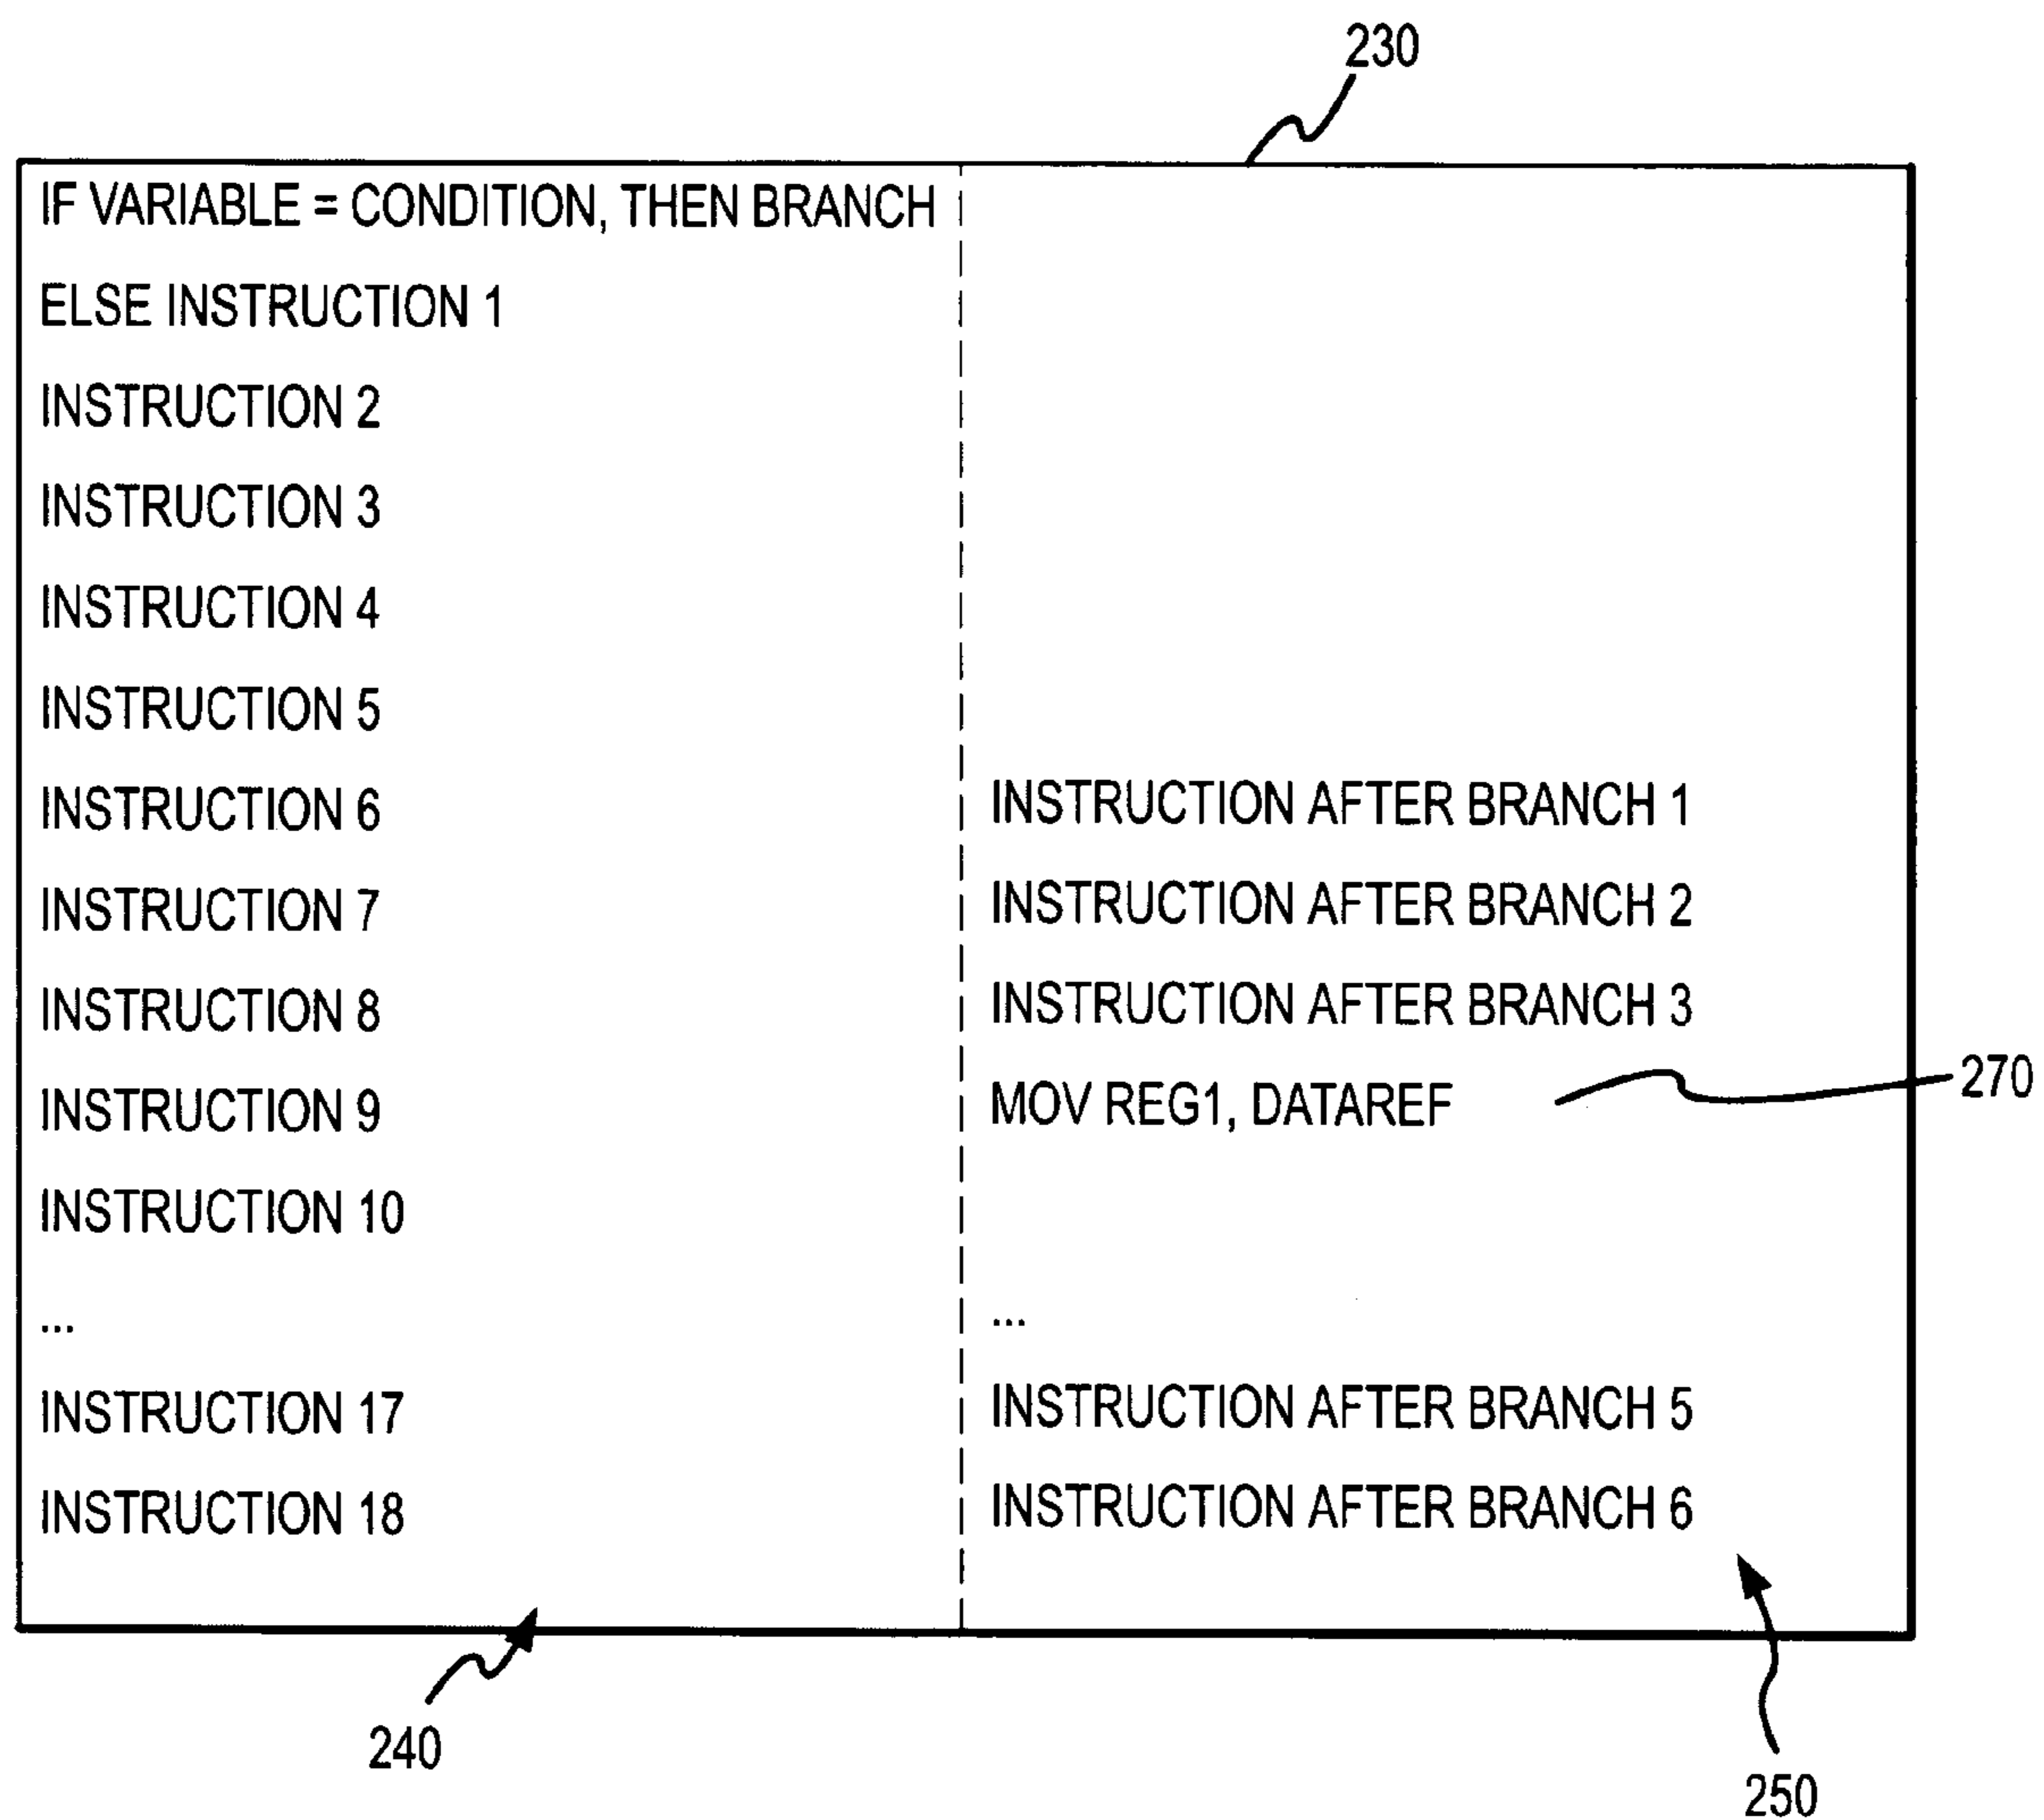 230
IF VARIABLE = CONDITION, THEN BRANCH
ELSE INSTRUCTION 1
INSTRUCTION 2
INSTRUCTION 3
INSTRUCTION 4
INSTRUCTION 5
INSTRUCTION 6
INSTRUCTION 7
INSTRUCTION 8
INSTRUCTION 9
INSTRUCTION 10
...
INSTRUCTION 17
INSTRUCTION 18
INSTRUCTION AFTER BRANCH 1
INSTRUCTION AFTER BRANCH 2
INSTRUCTION AFTER BRANCH 3
MOV REG1, DATAREF
...
INSTRUCTION AFTER BRANCH 5
INSTRUCTION AFTER BRANCH 6
270
240
250